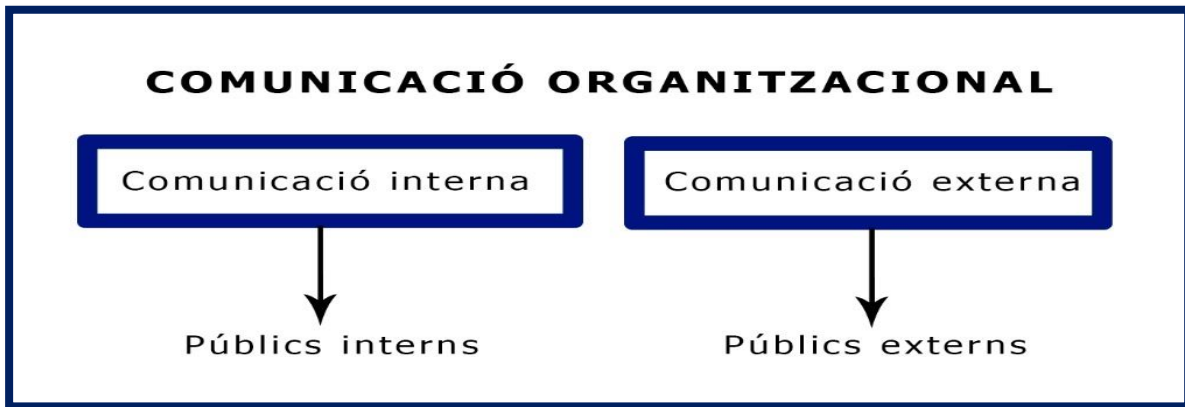 COMUNICACIÓ ORGANITZACIONAL
Comunicació interna
Comunicació externa
Públics interns
Públics externs